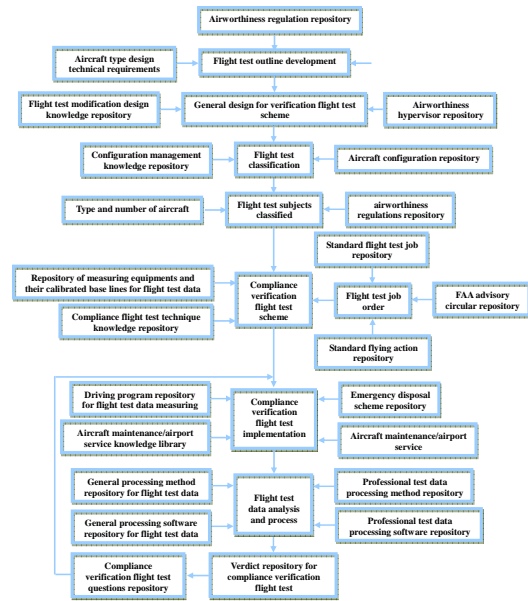 Airworthiness regulation repository
Aircraft type design
technical requirements
Flight test outline development
Flight test modification design
knowledge repository
General design for verification flight test
scheme
Airworthiness
hypervisor repository
Configuration management
knowledge repository
Flight test
classification
Aircraft configuration repository
Type and number of aircraft
Flight test subjects
classified
airworthiness
regulations repository
Standard flight test job
repository
Repository of measuring equipments and
their calibrated base lines for flight test data
Compliance
verification
flight test
scheme
Flight test job
order
FAA advisory
circular repository
Compliance flight test technique
knowledge repository
Standard flying action
repository
Driving program repository
for flight test data measuring
Compliance
verification
flight test
implementation
Emergency disposal
scheme repository
Aircraft maintenance/airport
service knowledge library
Aircraft maintenance/airport
service
General processing method
repository for flight test data
Flight test
data analysis
and process
Professional test data
processing method repository
General processing software
repository for flight test data
Professional test data
processing software repository
Compliance
verification flight test
questions repository
Verdict repository for
compliance verification
flight test